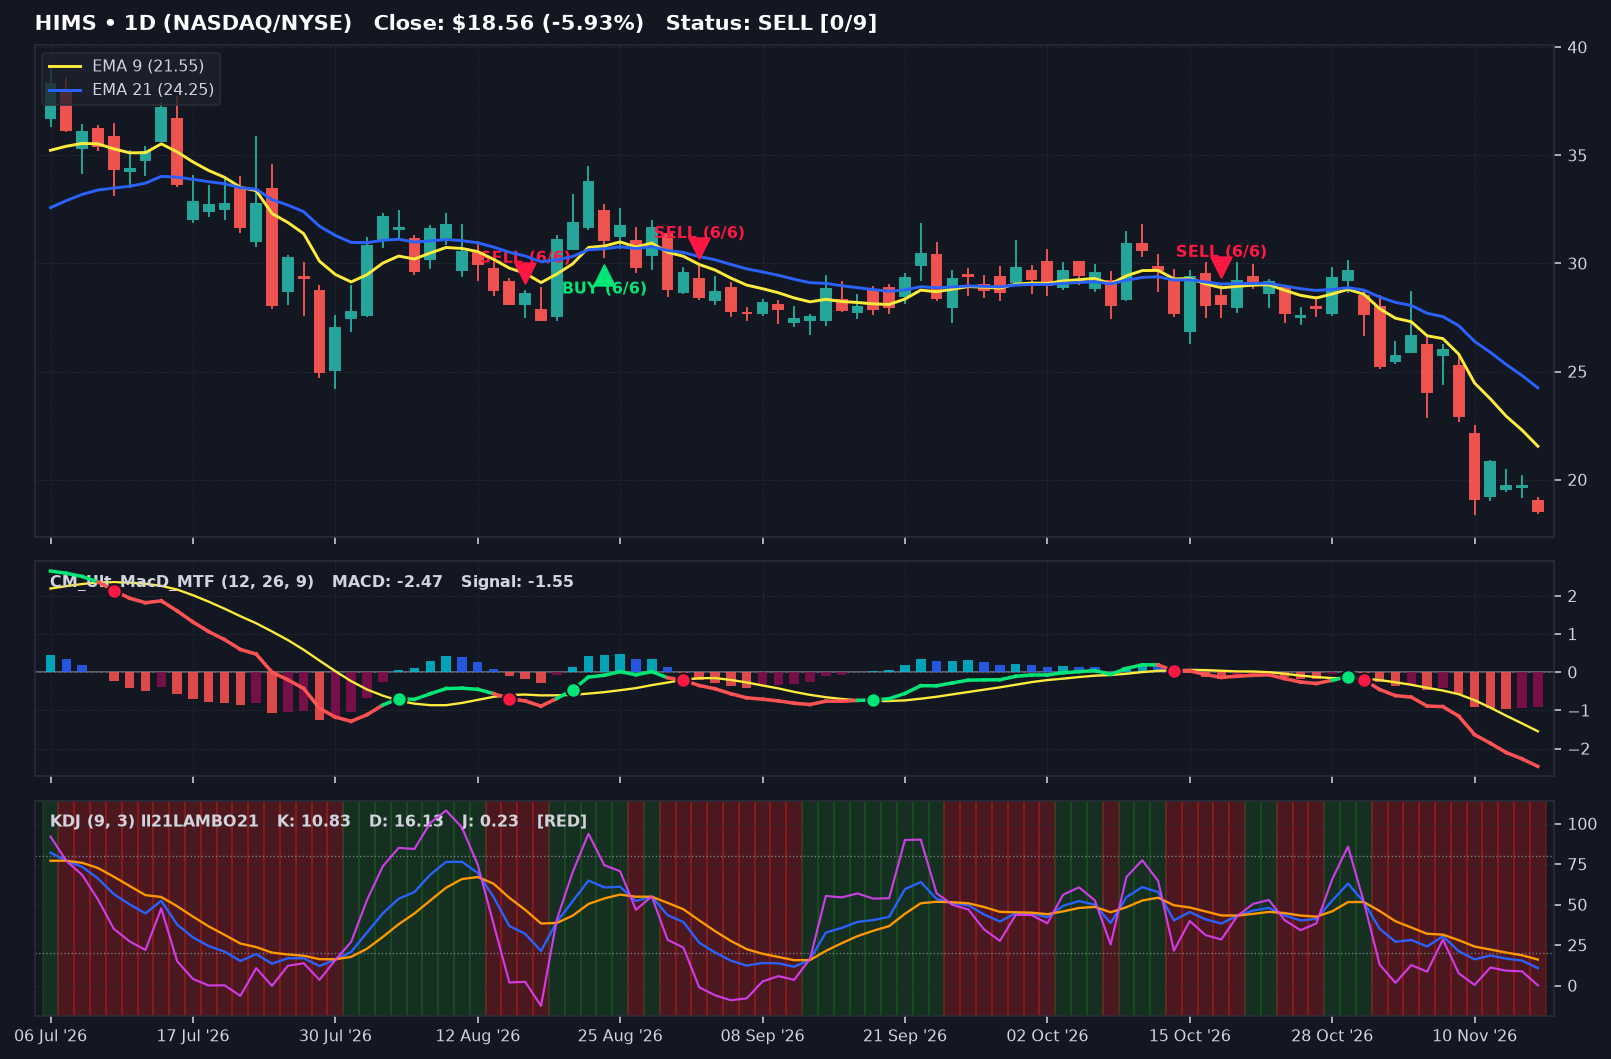 HIMS • 1D (NASDAQ/NYSE)   Close: $18.56 (-5.93%)   Status: SELL [0/9]
EMA 9 (21.55)
EMA 21 (24.25)
40
35
30
25
20
SELL (6/6)
BUY (6/6)
SELL (6/6)
SELL (6/6)
CM_Ult_MacD_MTF (12, 26, 9)   MACD: -2.47   Signal: -1.55
2
1
0
−1
−2
KDJ (9, 3) ll21LAMBO21   K: 10.83   D: 16.13   J: 0.23   [RED]
100
75
50
25
0
06 Jul '26
17 Jul '26
30 Jul '26
12 Aug '26
25 Aug '26
08 Sep '26
21 Sep '26
02 Oct '26
15 Oct '26
28 Oct '26
10 Nov '26